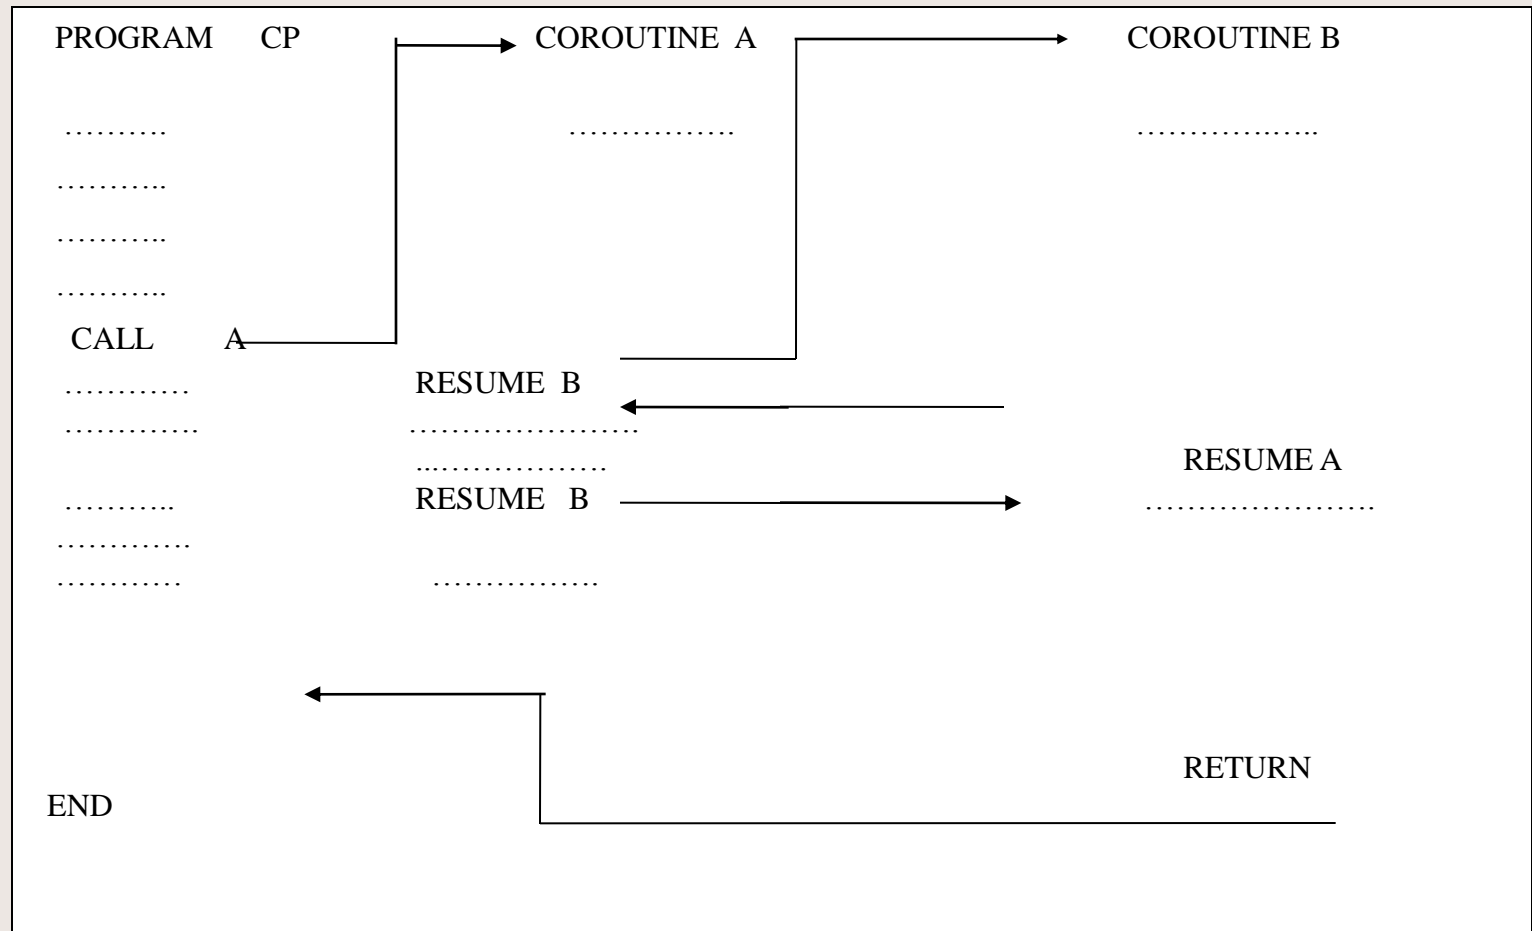 PROGRAM CP COROUTINE A COROUTINE B
………. ……………. ………….…..
………..
………..
………..
CALL A
………… RESUME B
…………. ………………….
...……………. RESUME A
……….. RESUME B ………………….
………….
………… …………….
RETURN
END